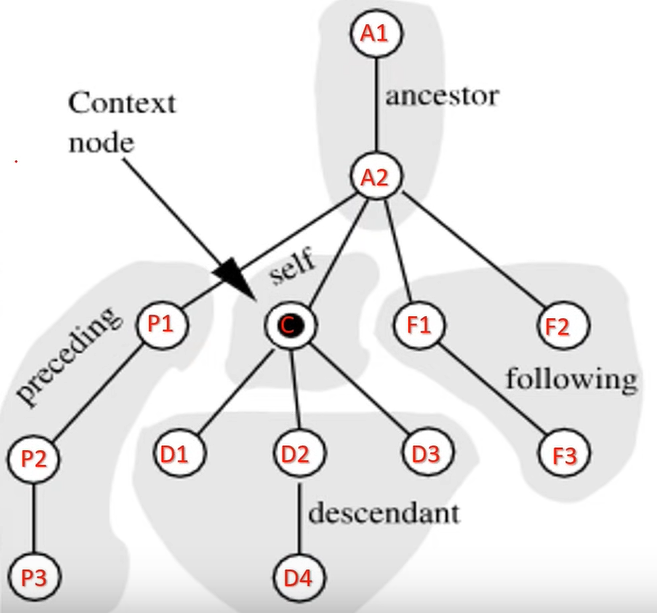 A1
Context
node
ancestor
A2
self
preceding
P1
C
F1
F2
following
P2
D1
D2
D3
F3
descendant
P3
D4